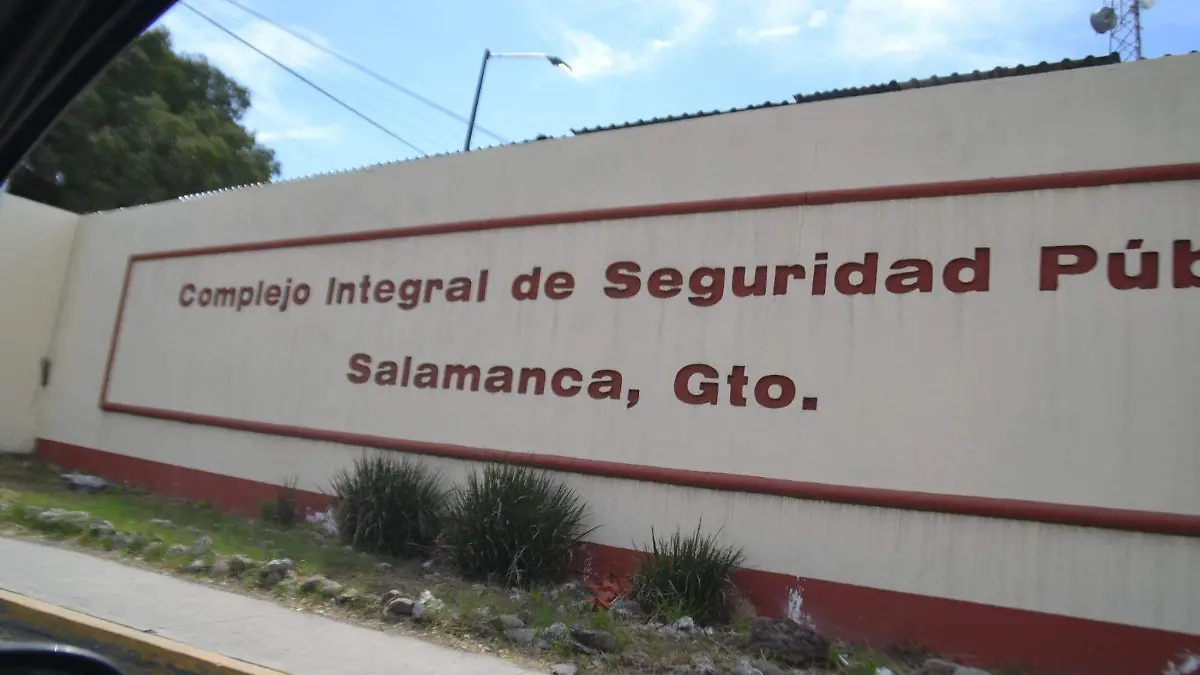 Complejo Integral de Seguridad Púb
Salamanca, Gto.